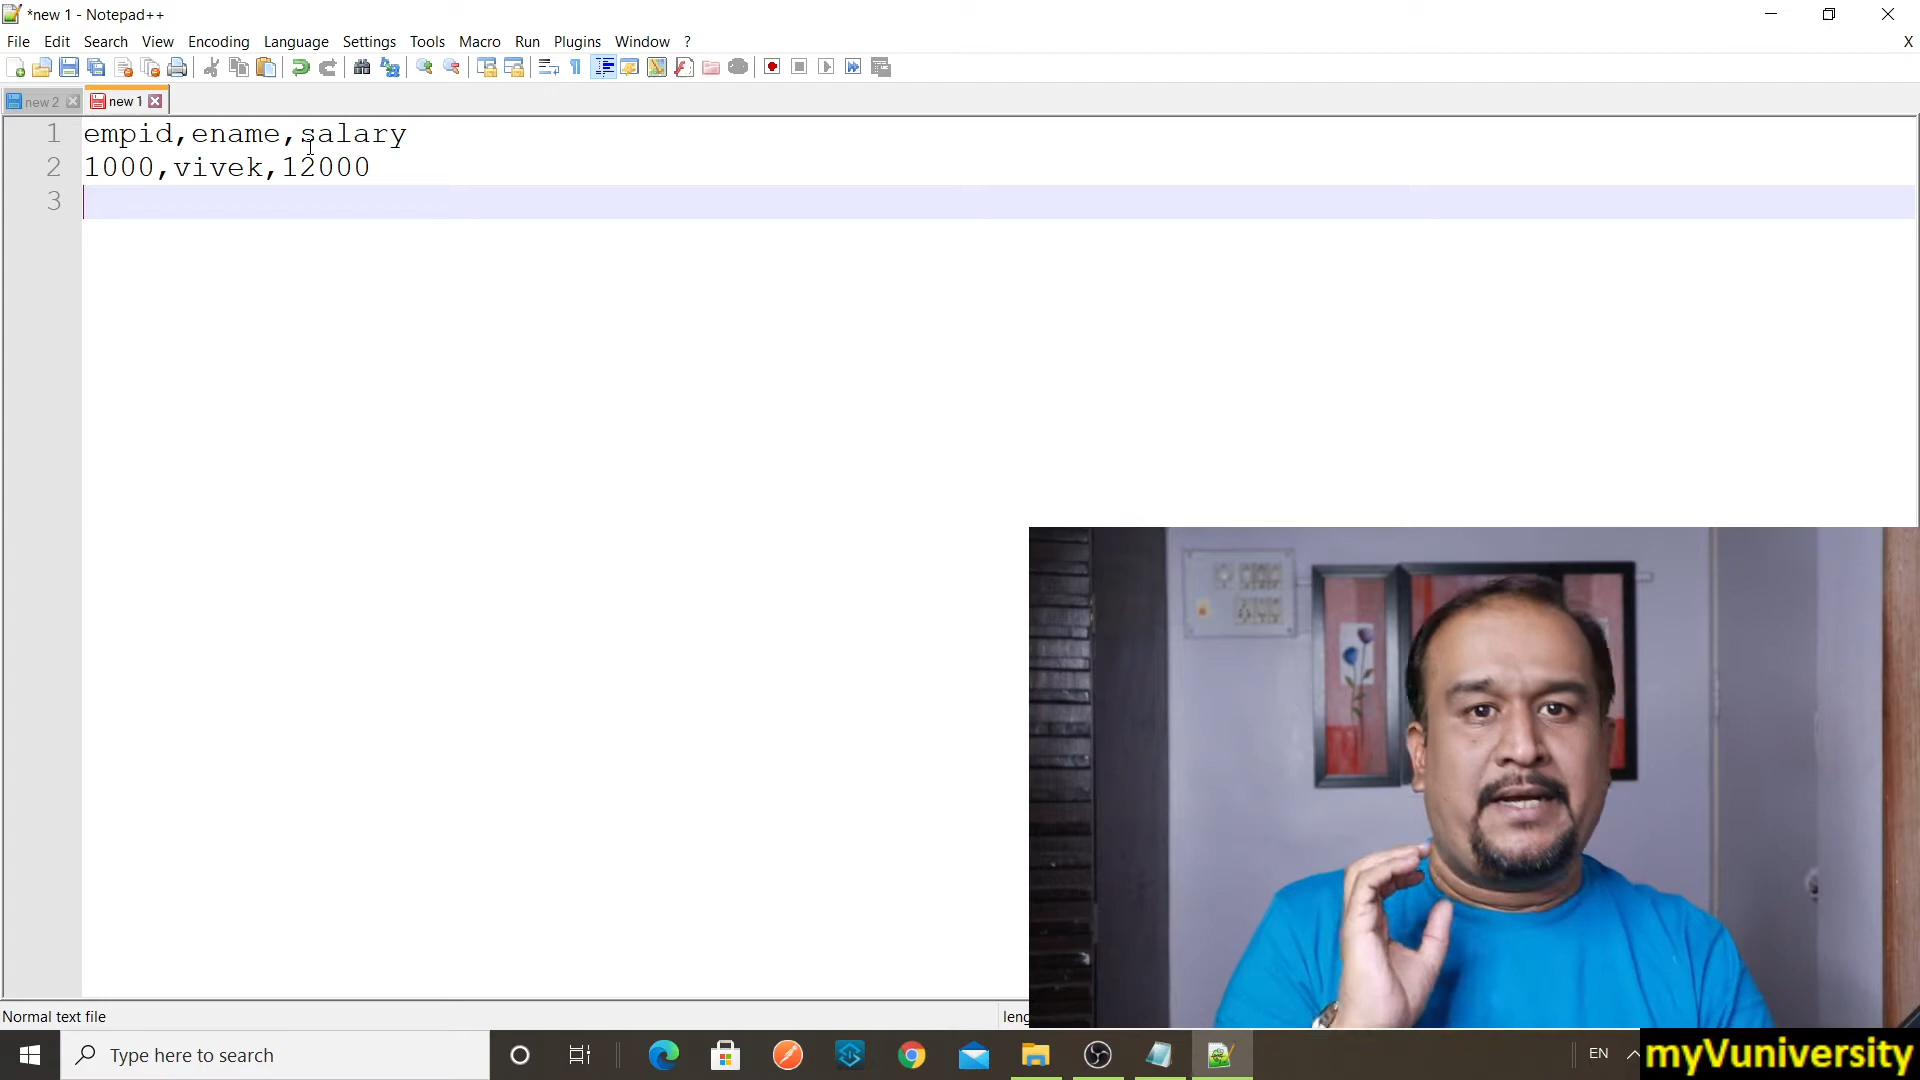 *new 1 - Notepad++
File Edit Search View Encoding Language Settings Tools Macro Run Plugins Window ? X
new 2 new 1
1 empid,ename,salary
2 1000,vivek,12000
3
Normal text file
Type here to search
EN
myVuniversity